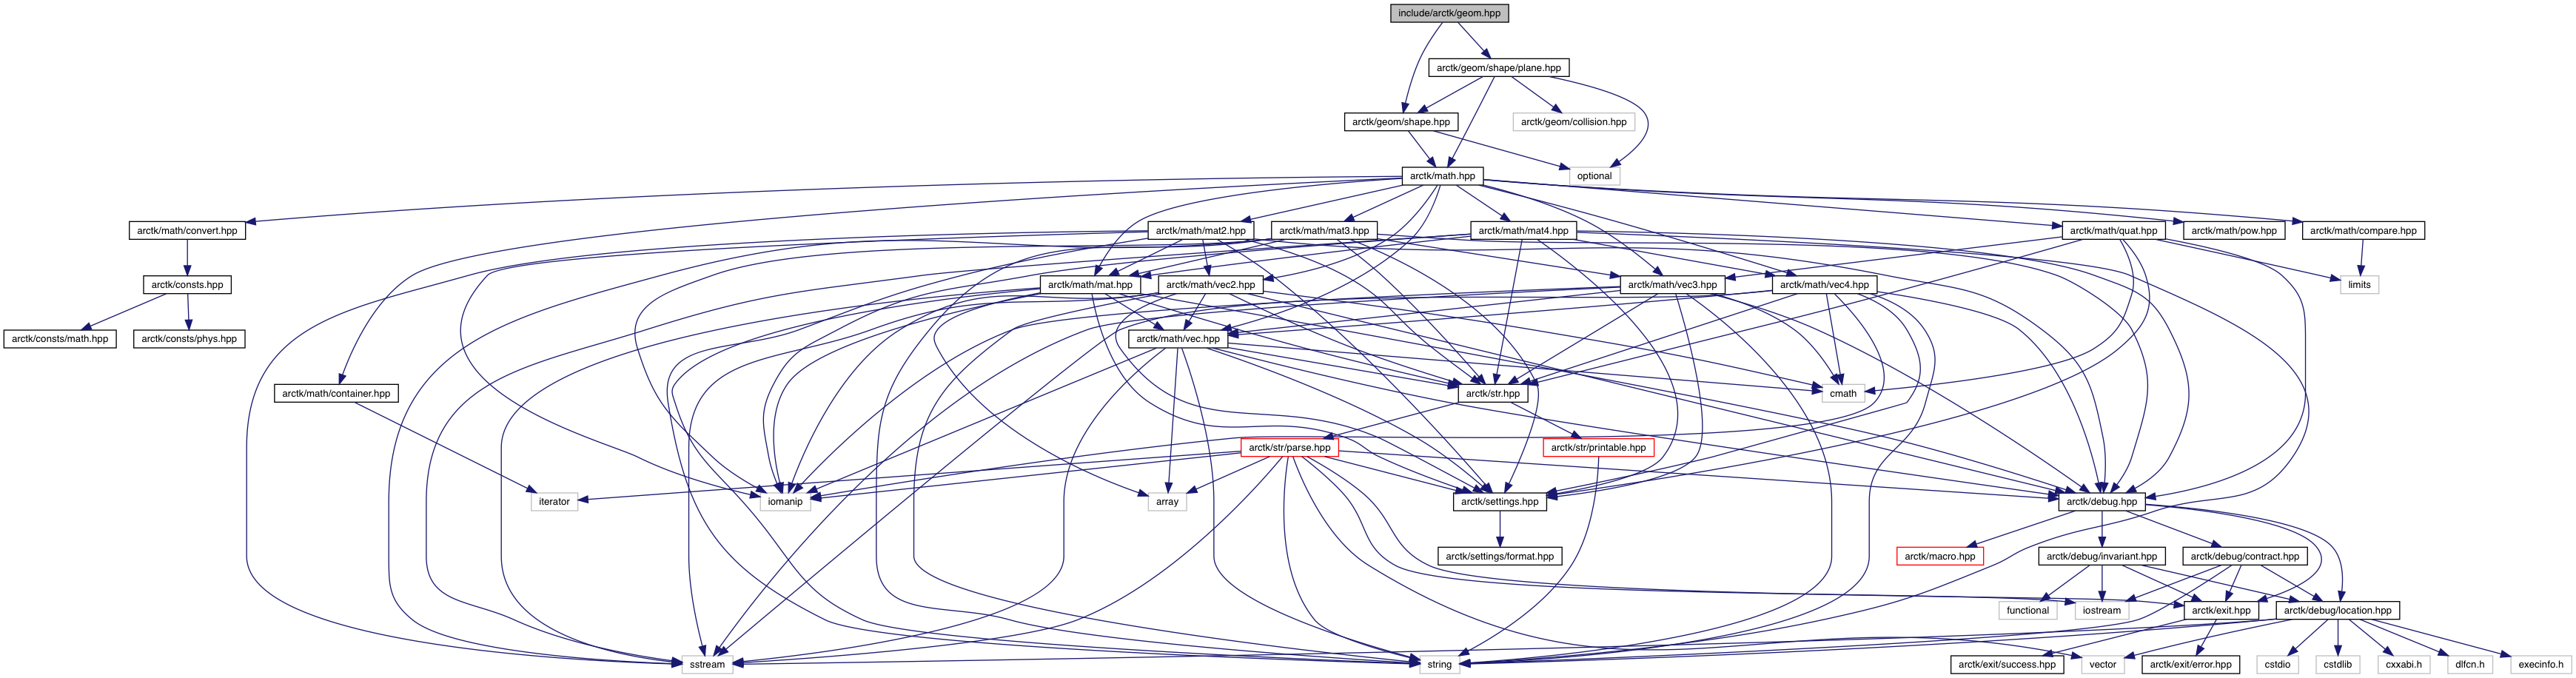 include/arctk/geom.hpp
arctk/geom/shape/plane.hpp
arctk/geom/shape.hpp
arctk/geom/collision.hpp
arctk/math.hpp
optional
arctk/math/convert.hpp
arctk/math/mat2.hpp
arctk/math/mat3.hpp
arctk/math/mat4.hpp
arctk/math/quat.hpp
arctk/math/pow.hpp
arctk/math/compare.hpp
arctk/consts.hpp
arctk/math/mat.hpp
arctk/math/vec2.hpp
arctk/math/vec3.hpp
arctk/math/vec4.hpp
limits
arctk/consts/math.hpp
arctk/consts/phys.hpp
arctk/math/vec.hpp
arctk/math/container.hpp
arctk/str.hpp
cmath
arctk/str/parse.hpp
arctk/str/printable.hpp
iterator
iomanip
array
arctk/settings.hpp
arctk/debug.hpp
arctk/settings/format.hpp
arctk/macro.hpp
arctk/debug/invariant.hpp
arctk/debug/contract.hpp
functional
iostream
arctk/exit.hpp
arctk/debug/location.hpp
sstream
string
arctk/exit/success.hpp
vector
arctk/exit/error.hpp
cstdio
cstdlib
cxxabi.h
dlfcn.h
execinfo.h